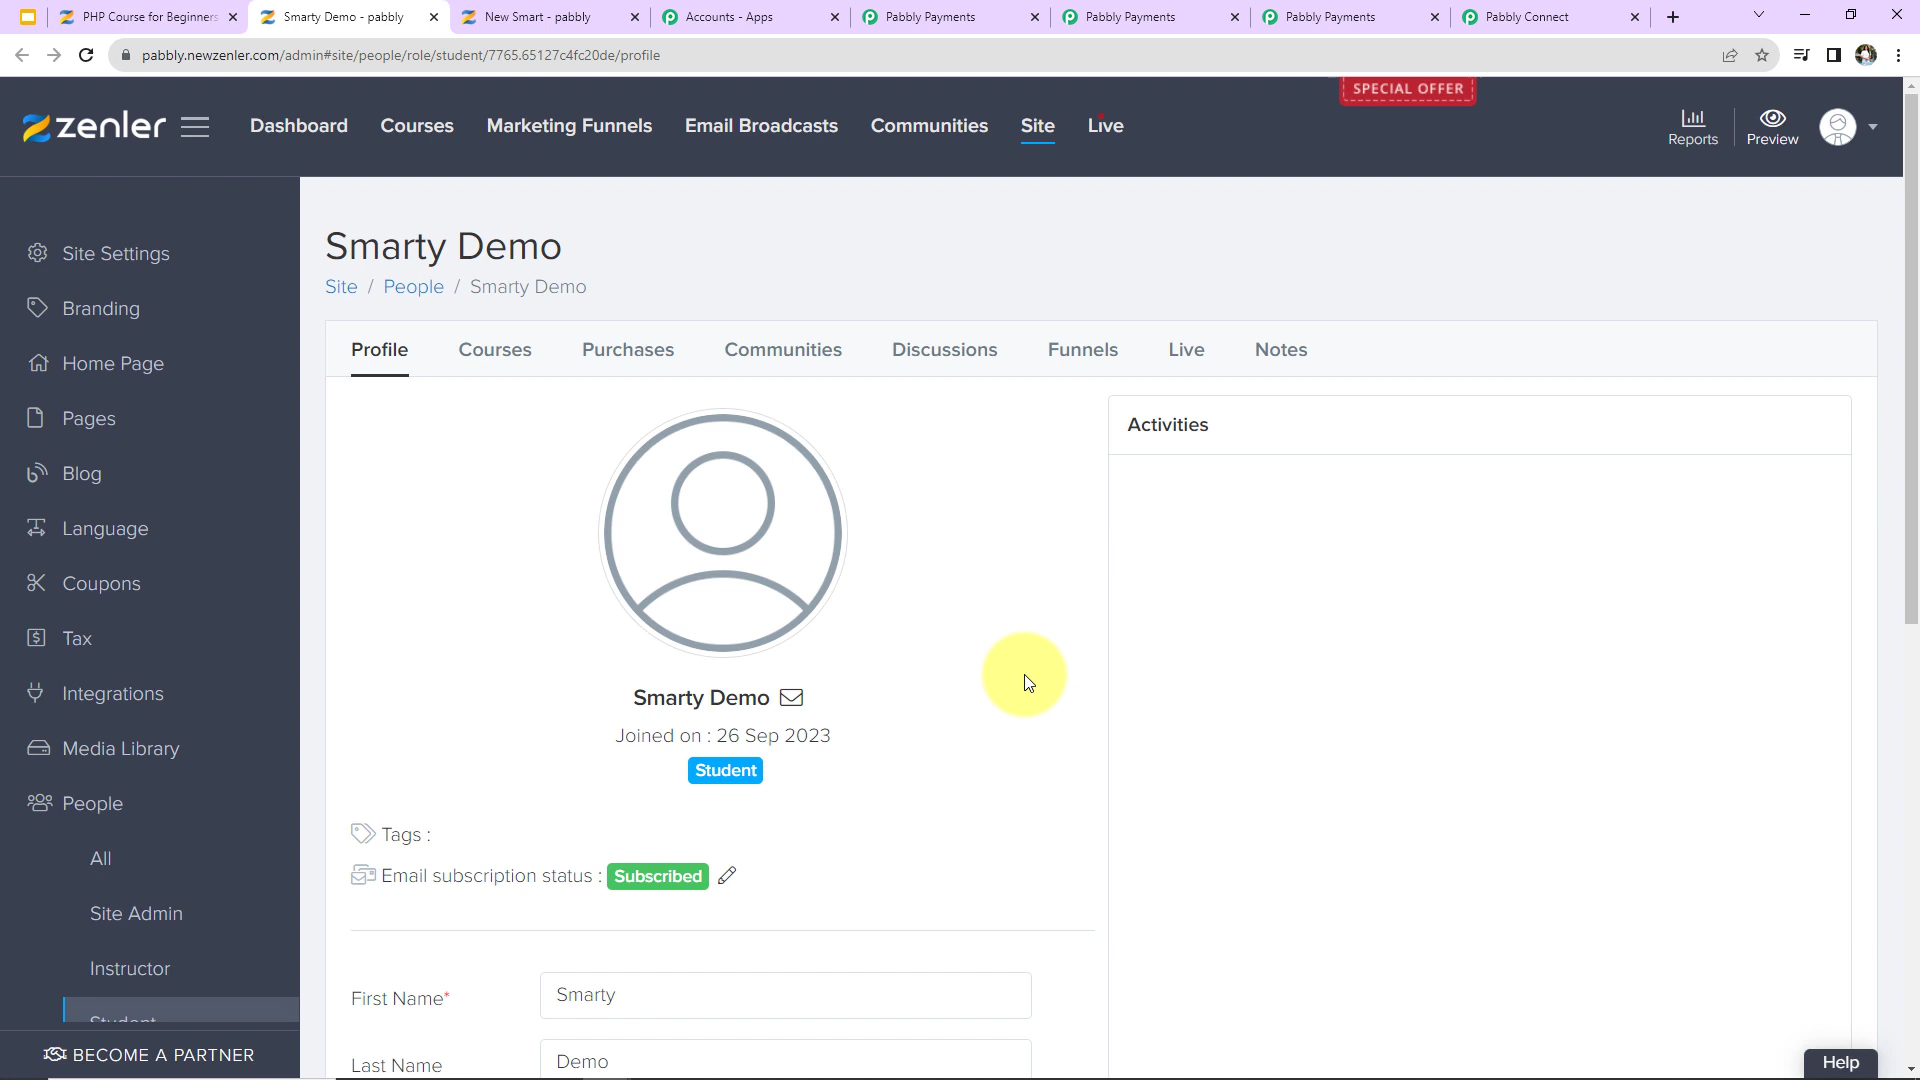 PHP Course for Beginners
Smarty Demo - pabbly
New Smart - pabbly
Accounts - Apps
Pabbly Payments
Pabbly Payments
Pabbly Payments
Pabbly Connect
pabbly.newzenler.com/admin#site/people/role/student/7765.65127c4fc20de/profile
SPECIAL OFFER
zenler
Dashboard
Courses
Marketing Funnels
Email Broadcasts
Communities
Site
Live
Reports
Preview
Site Settings
Branding
Home Page
Pages
Blog
Language
Coupons
Tax
Integrations
Media Library
People
All
Site Admin
Instructor
Student
BECOME A PARTNER
Smarty Demo
Site / People / Smarty Demo
Profile
Courses
Purchases
Communities
Discussions
Funnels
Live
Notes
Smarty Demo
Joined on : 26 Sep 2023
Student
Tags :
Email subscription status : Subscribed
First Name* Smarty
Last Name Demo
Activities
Help